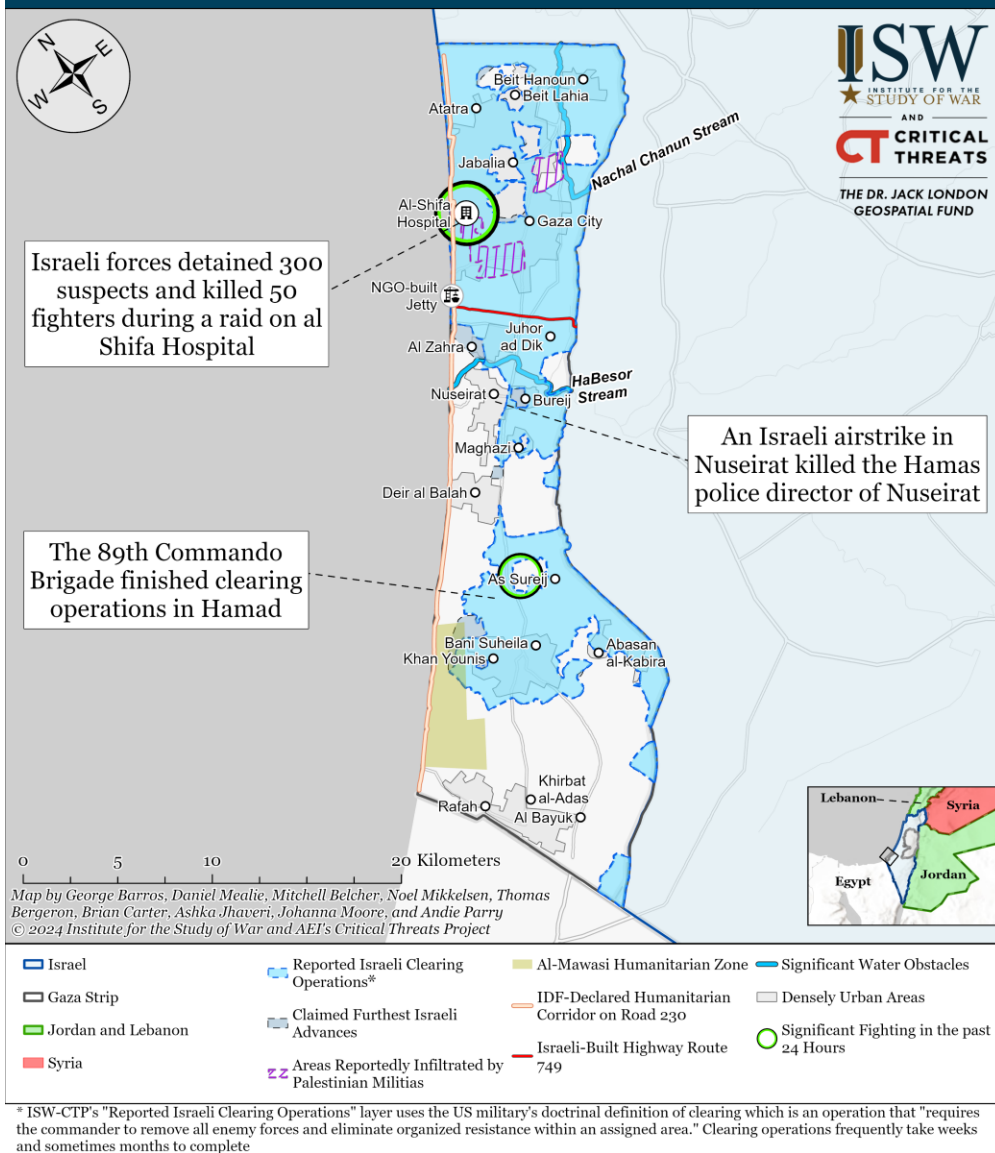 N
E
S
W
ISW
INSTITUTE FOR THE
STUDY OF WAR
AND
CT CRITICAL
THREATS
THE DR. JACK LONDON
GEOSPATIAL FUND
Beit Hanoun
Beit Lahia
Atatra
Nachal Chanun Stream
Jabalia
Al-Shifa
Hospital
Gaza City
Israeli forces detained 300
suspects and killed 50
fighters during a raid on al
Shifa Hospital
NGO-built
Jetty
Juhor
ad Dik
Al Zahra
HaBesor
Stream
Nuseirat
Bureij
An Israeli airstrike in
Nuseirat killed the Hamas
police director of Nuseirat
Maghazi
Deir al Balah
The 89th Commando
Brigade finished clearing
operations in Hamad
As Sureij
Bani Suheila
Khan Younis
Abasan
al-Kabira
Khirbat
al-Adas
Rafah
Al Bayuk
Lebanon
Syria
Jordan
Egypt
0 5 10 20 Kilometers
Map by George Barros, Daniel Mealie, Mitchell Belcher, Noel Mikkelsen, Thomas
Bergeron, Brian Carter, Ashka Jhaveri, Johanna Moore, and Andie Parry
© 2024 Institute for the Study of War and AEI's Critical Threats Project
Israel
Gaza Strip
Jordan and Lebanon
Syria
Reported Israeli Clearing
Operations*
Claimed Furthest Israeli
Advances
Areas Reportedly Infiltrated by
Palestinian Militias
Al-Mawasi Humanitarian Zone
IDF-Declared Humanitarian
Corridor on Road 230
Israeli-Built Highway Route
749
Significant Water Obstacles
Densely Urban Areas
Significant Fighting in the past
24 Hours
* ISW-CTP's "Reported Israeli Clearing Operations" layer uses the US military's doctrinal definition of clearing which is an operation that "requires
the commander to remove all enemy forces and eliminate organized resistance within an assigned area." Clearing operations frequently take weeks
and sometimes months to complete